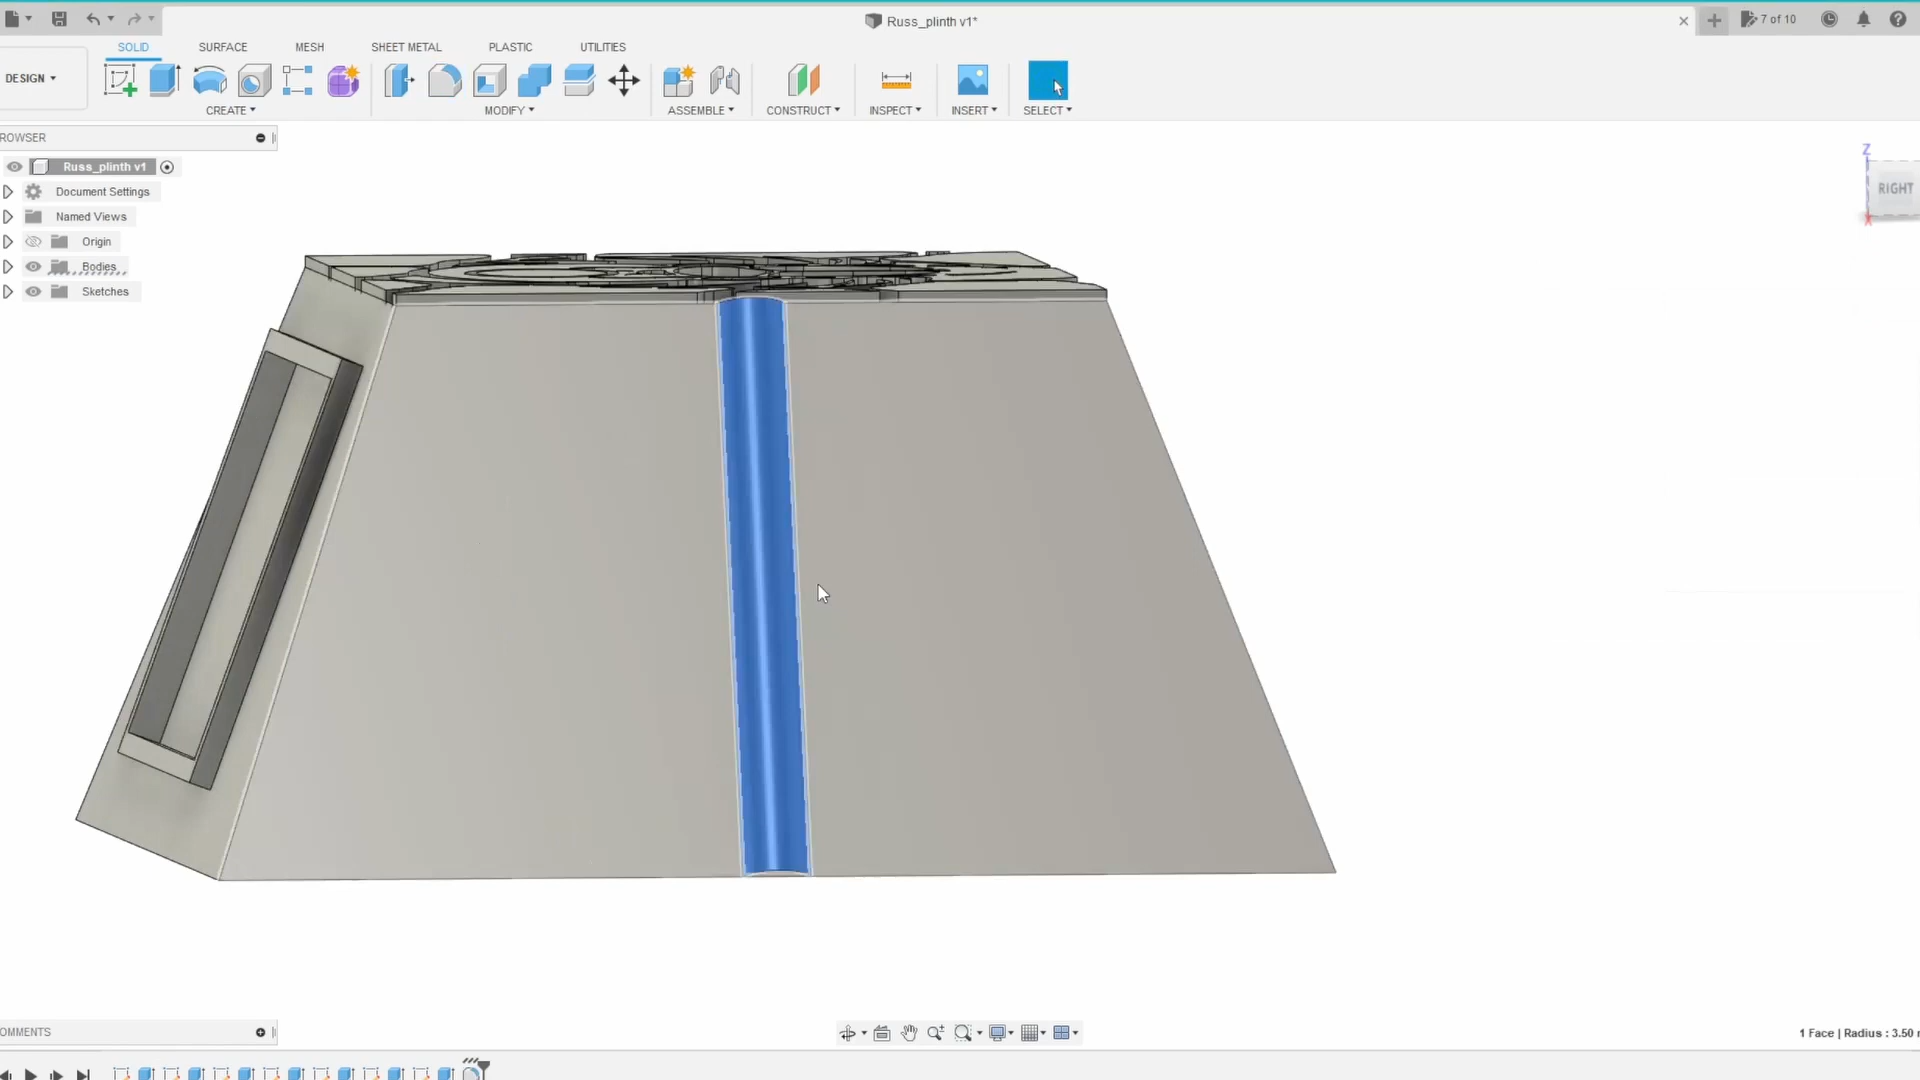 Russ_plinth v1*
7 of 10
SOLID
SURFACE
MESH
SHEET METAL
PLASTIC
UTILITIES
DESIGN
CREATE
MODIFY
ASSEMBLE
CONSTRUCT
INSPECT
INSERT
SELECT
ROWSER
Russ_plinth v1
Document Settings
Named Views
Origin
Bodies
Sketches
Z
RIGHT
X
OMMENTS
1 Face | Radius : 3.50